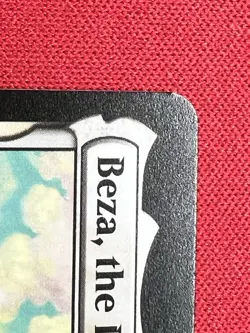 Beza, the